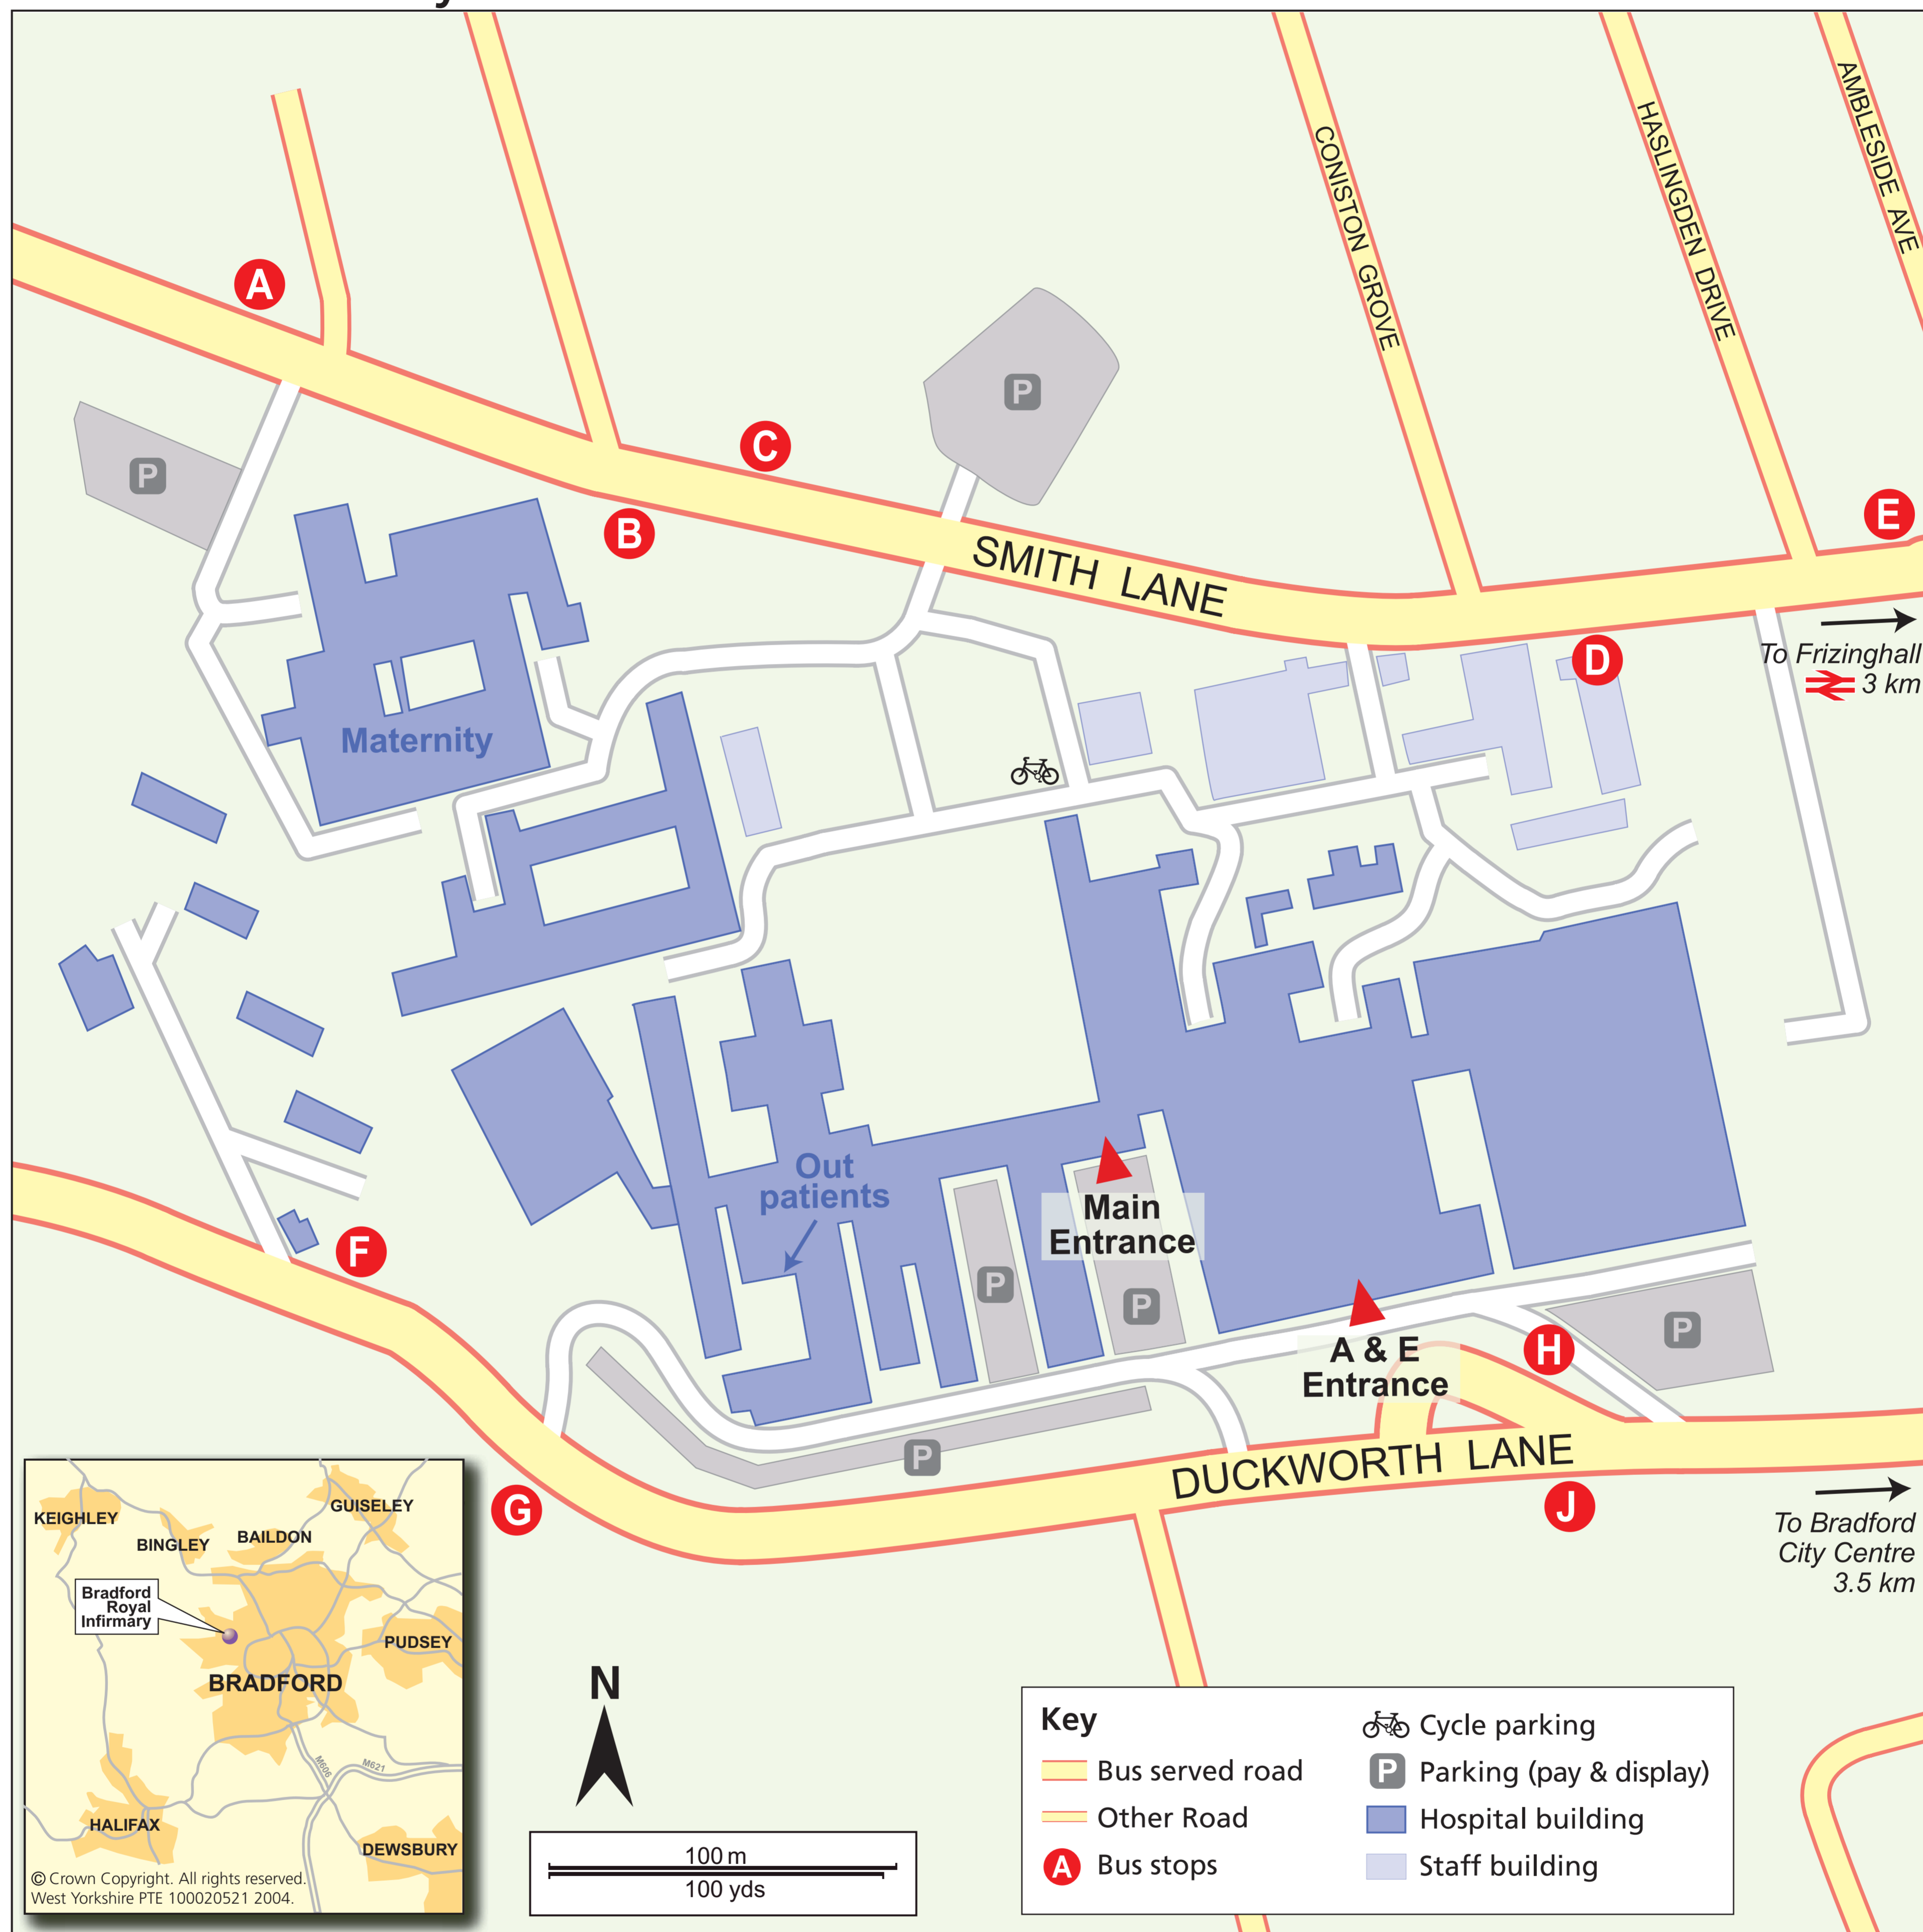 AMBLESIDE AVE
HASLINGDEN DRIVE
CONISTON GROVE
A
P
C
P
B
E
SMITH LANE
To Frizinghall
3 km
D
Maternity
Out
patients
Main
Entrance
F
P
P
P
A & E
Entrance
H
P
DUCKWORTH LANE
G
J
To Bradford
City Centre
3.5 km
KEIGHLEY
GUISELEY
BINGLEY
BAILDON
Bradford
Royal
Infirmary
PUDSEY
BRADFORD
M606
M621
HALIFAX
DEWSBURY
© Crown Copyright. All rights reserved.
West Yorkshire PTE 100020521 2004.
N
100 m
100 yds
Key
Bus served road
Other Road
A Bus stops
Cycle parking
P Parking (pay & display)
Hospital building
Staff building